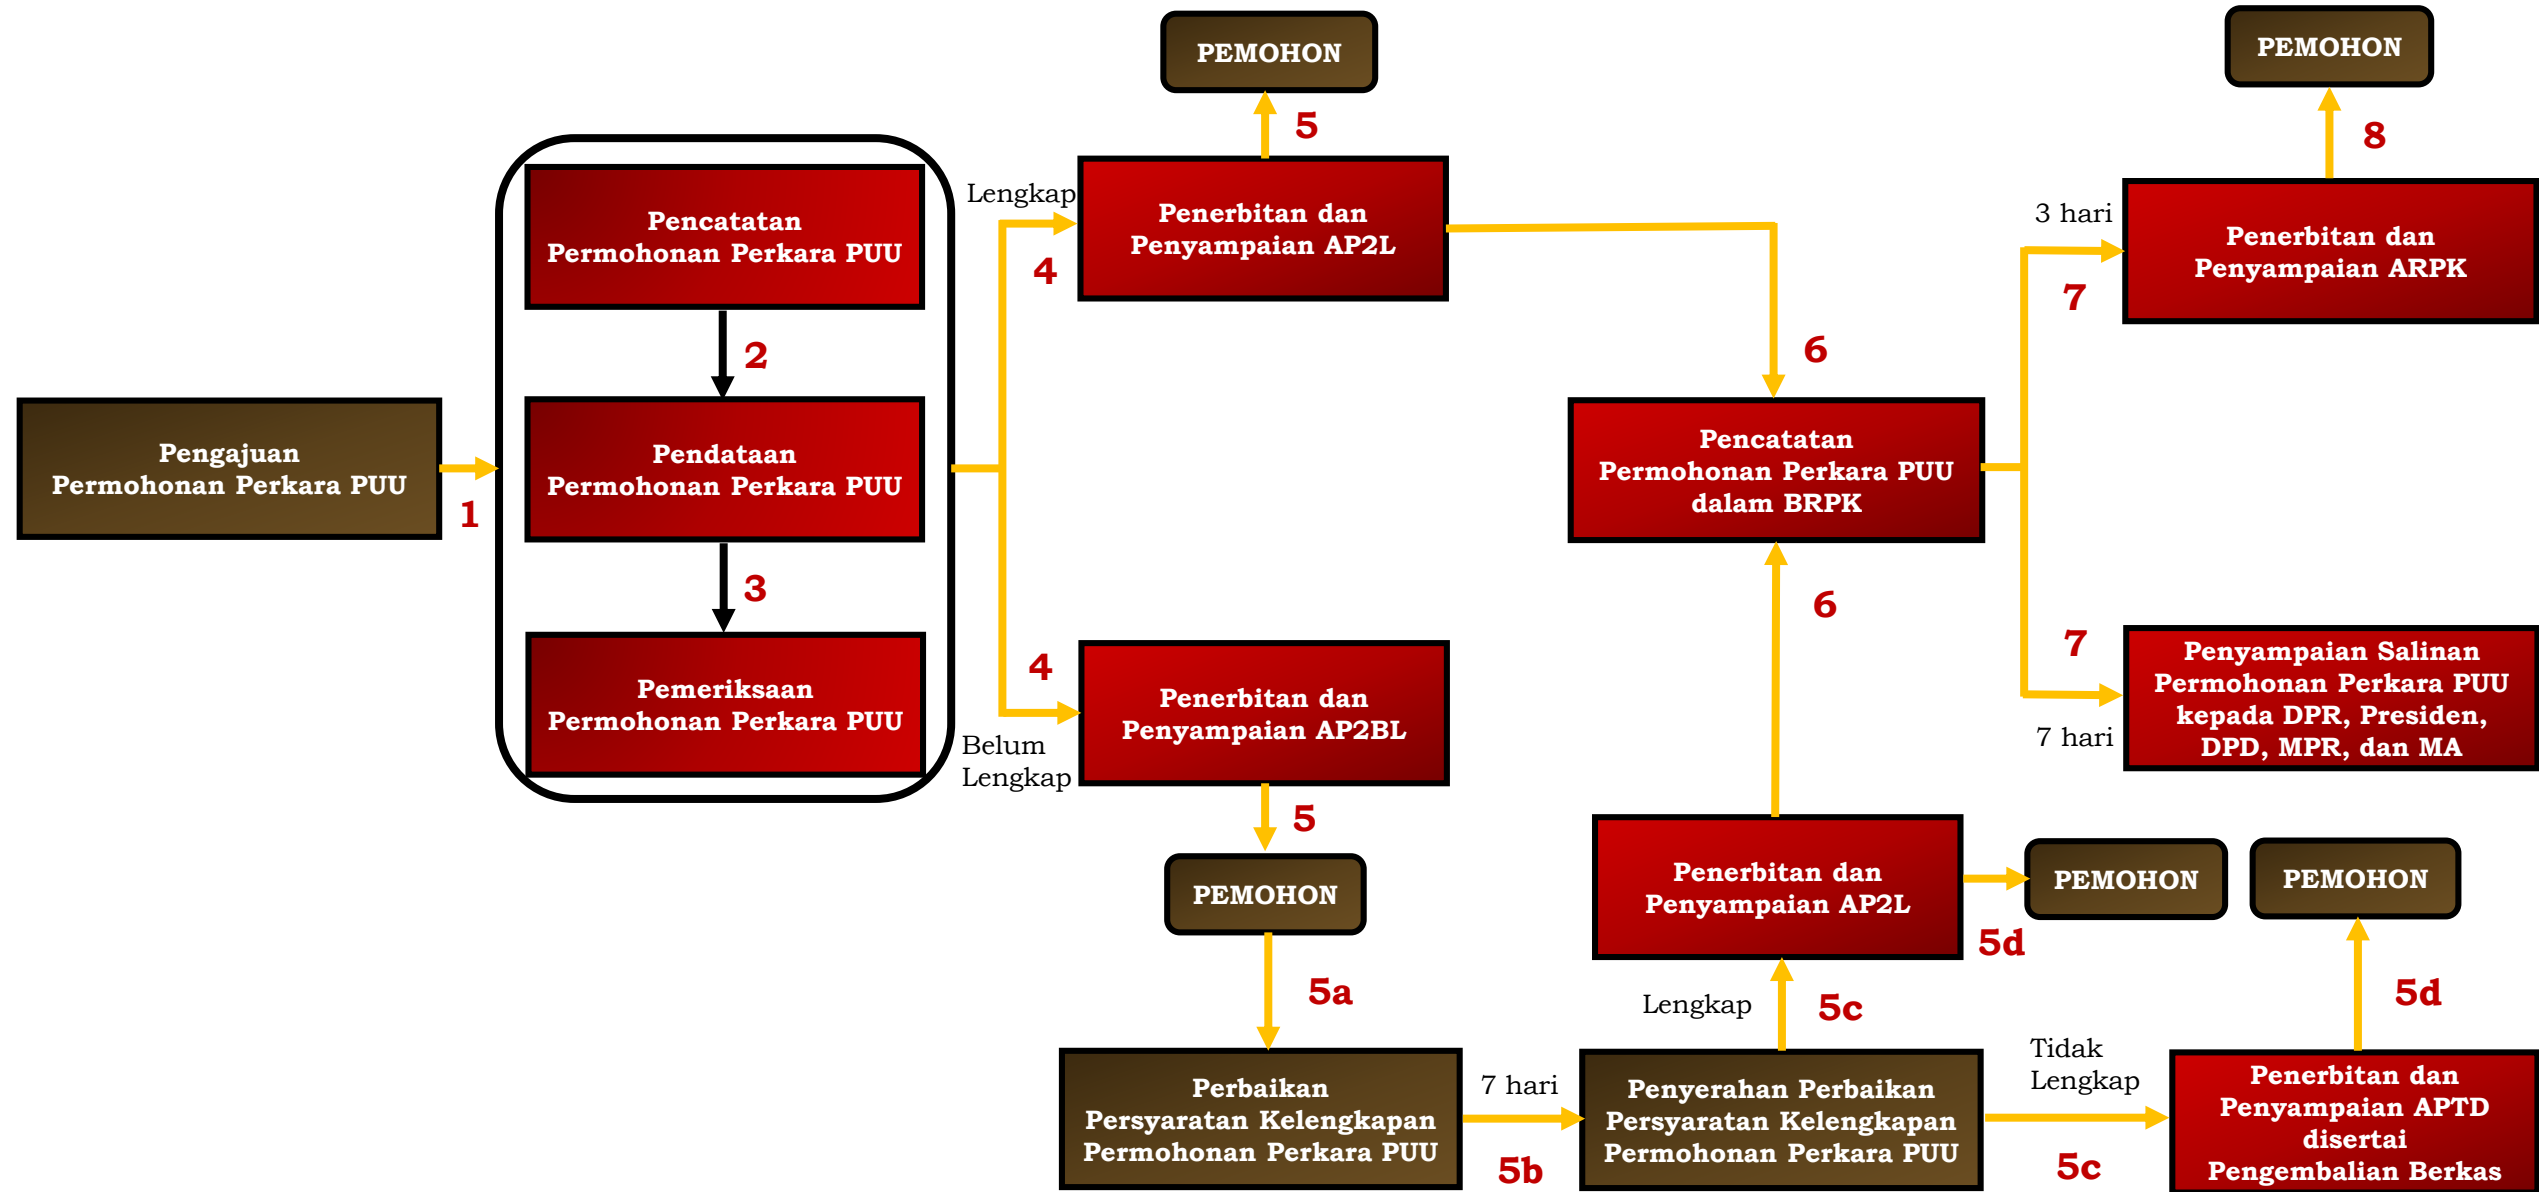 PEMOHON
5
Pencatatan
Permohonan Perkara PUU
2
Pendataan
Permohonan Perkara PUU
3
Pemeriksaan
Permohonan Perkara PUU
Pengajuan
Permohonan Perkara PUU
1
Lengkap
4
Penerbitan dan
Penyampaian AP2L
4
Belum
Lengkap
Penerbitan dan
Penyampaian AP2BL
5
PEMOHON
5a
Perbaikan
Persyaratan Kelengkapan
Permohonan Perkara PUU
7 hari
5b
Penyerahan Perbaikan
Persyaratan Kelengkapan
Permohonan Perkara PUU
Lengkap
5c
Penerbitan dan
Penyampaian AP2L
5d
PEMOHON
Tidak
Lengkap
5c
Penerbitan dan
Penyampaian APTD
disertai
Pengembalian Berkas
5d
PEMOHON
6
6
Pencatatan
Permohonan Perkara PUU
dalam BRPK
3 hari
7
Penerbitan dan
Penyampaian ARPK
8
PEMOHON
7
7 hari
Penyampaian Salinan
Permohonan Perkara PUU
kepada DPR, Presiden,
DPD, MPR, dan MA